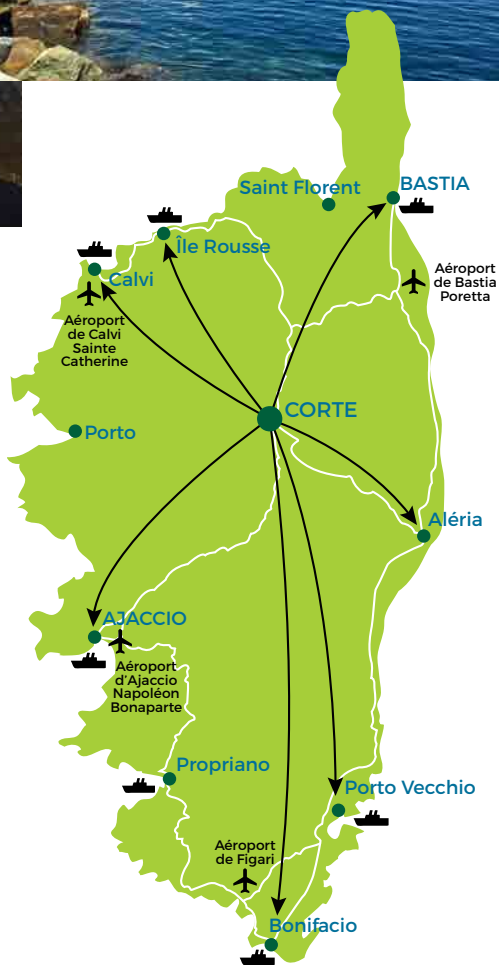 Saint Florent
BASTIA
Île Rousse
Calvi
Aéroport
de Bastia
Poretta
Aéroport
de Calvi
Sainte
Catherine
CORTE
Porto
Aléria
AJACCIO
Aéroport
d'Ajaccio
Napoléon
Bonaparte
Propriano
Porto Vecchio
Aéroport
de Figari
Bonifacio